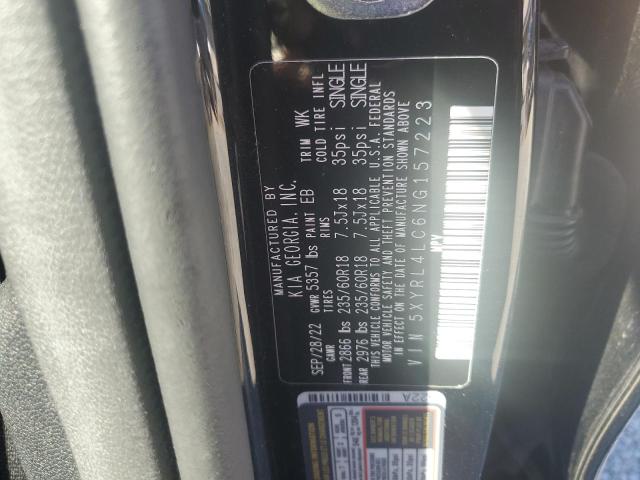 MANUFACTURED BY
KIA GEORGIA, INC.
SEP/28/22 PAINT EB TRIM WK
GVWR 5357 lbs
GAWR TIRES RIMS COLD TIRE INFL
FRONT 2866 lbs 235/60R18 7.5Jx18 35psi SINGLE
REAR 2976 lbs 235/60R18 7.5Jx18 35psi SINGLE
THIS VEHICLE CONFORMS TO ALL APPLICABLE U.S.A. FEDERAL
MOTOR VEHICLE SAFETY AND THEFT PREVENTION STANDARDS
IN EFFECT ON THE DATE OF MANUFACTURE SHOWN ABOVE
VIN 5XYRL4LC6NG157223
MPV
22A